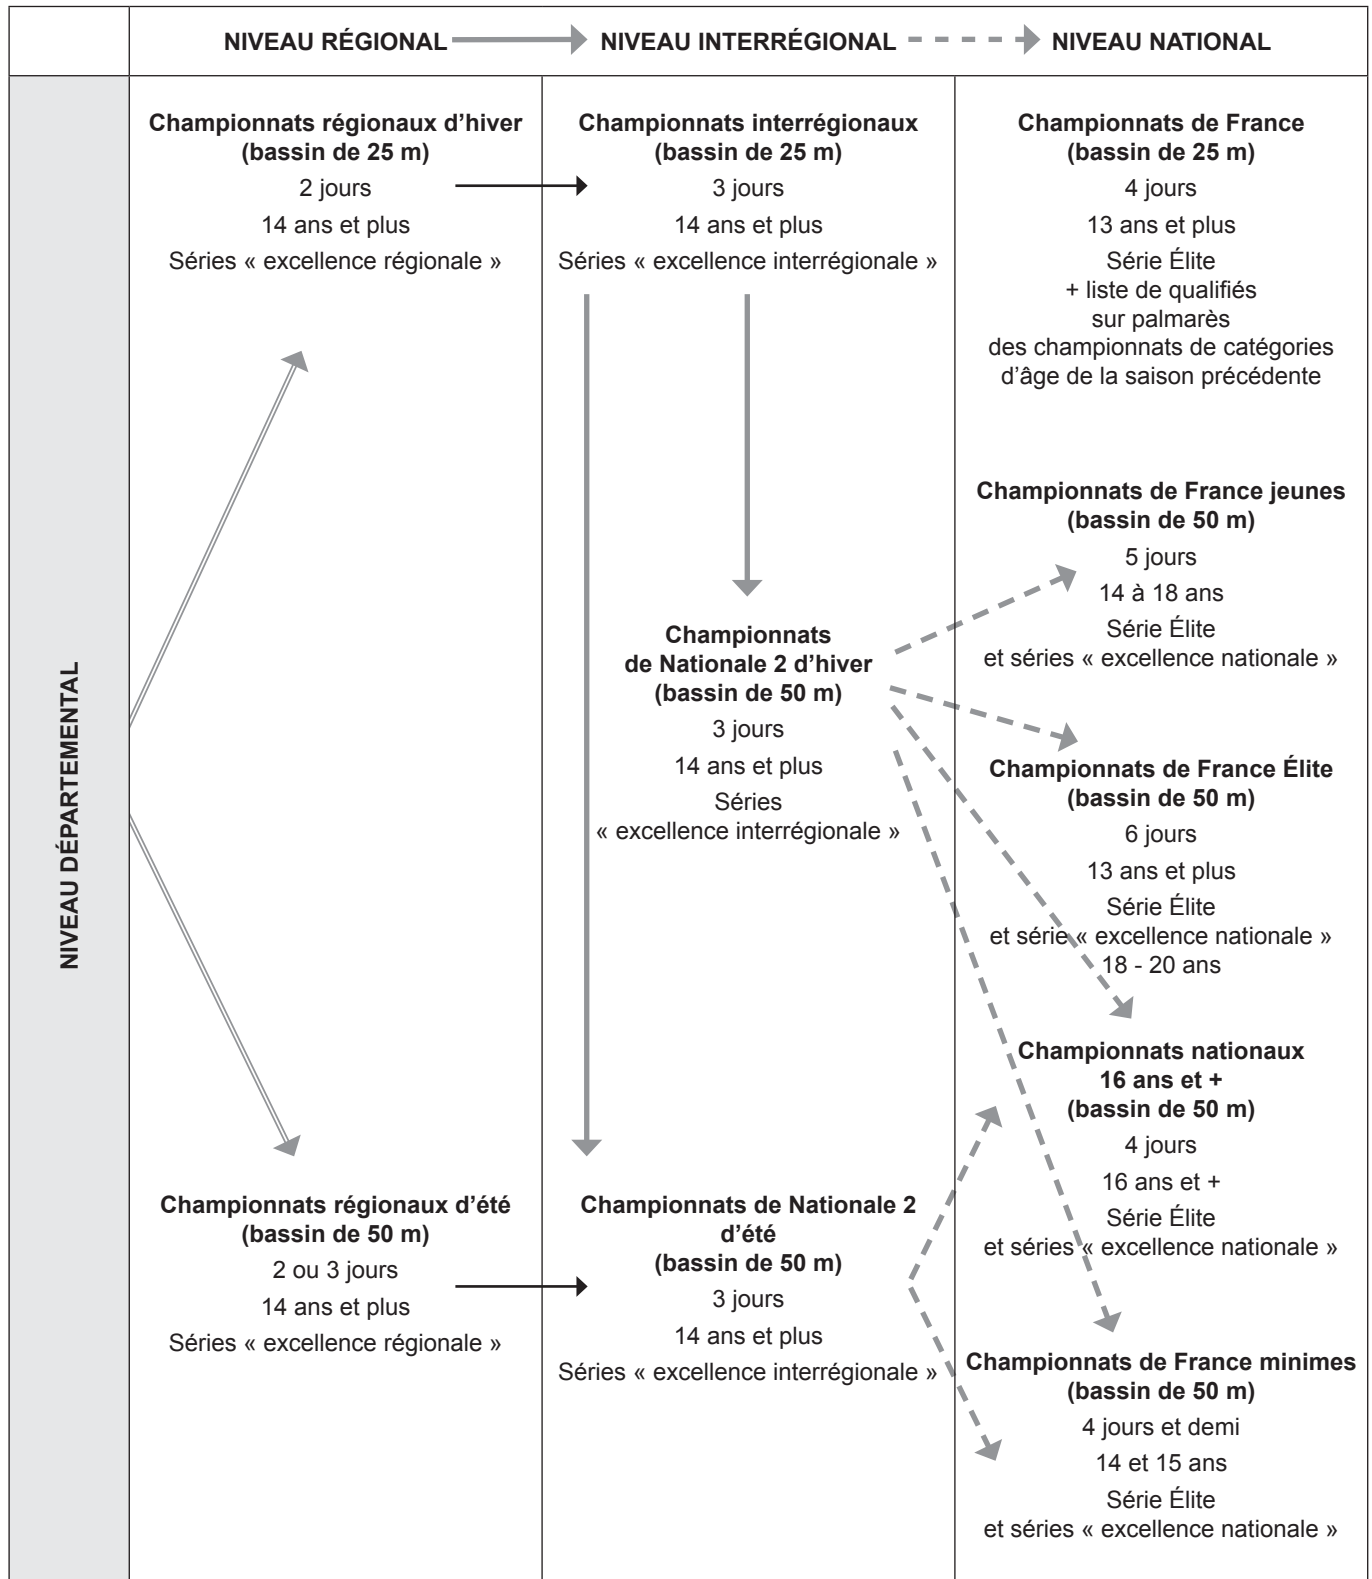 NIVEAU RÉGIONAL
NIVEAU INTERRÉGIONAL
NIVEAU NATIONAL
NIVEAU DÉPARTEMENTAL
Championnats régionaux d’hiver
(bassin de 25 m)
2 jours
14 ans et plus
Séries « excellence régionale »
Championnats régionaux d’été
(bassin de 50 m)
2 ou 3 jours
14 ans et plus
Séries « excellence régionale »
Championnats interrégionaux
(bassin de 25 m)
3 jours
14 ans et plus
Séries « excellence interrégionale »
Championnats
de Nationale 2 d’hiver
(bassin de 50 m)
3 jours
14 ans et plus
Séries
« excellence interrégionale »
Championnats de Nationale 2
d’été
(bassin de 50 m)
3 jours
14 ans et plus
Séries « excellence interrégionale »
Championnats de France
(bassin de 25 m)
4 jours
13 ans et plus
Série Élite
+ liste de qualifiés
sur palmarès
des championnats de catégories
d’âge de la saison précédente
Championnats de France jeunes
(bassin de 50 m)
5 jours
14 à 18 ans
Série Élite
et séries « excellence nationale »
Championnats de France Élite
(bassin de 50 m)
6 jours
13 ans et plus
Série Élite
et série « excellence nationale »
18 - 20 ans
Championnats nationaux
16 ans et +
(bassin de 50 m)
4 jours
16 ans et +
Série Élite
et séries « excellence nationale »
Championnats de France minimes
(bassin de 50 m)
4 jours et demi
14 et 15 ans
Série Élite
et séries « excellence nationale »